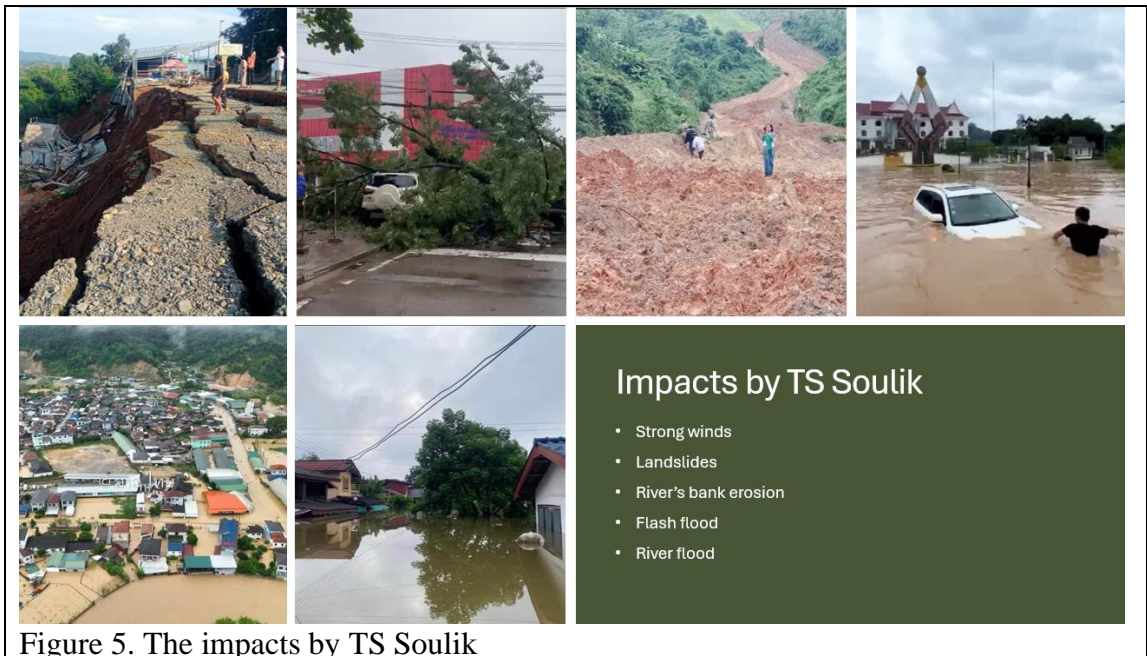 Impacts by TS Soulik
• Strong winds
• Landslides
• River's bank erosion
• Flash flood
• River flood
Figure 5. The impacts by TS Soulik